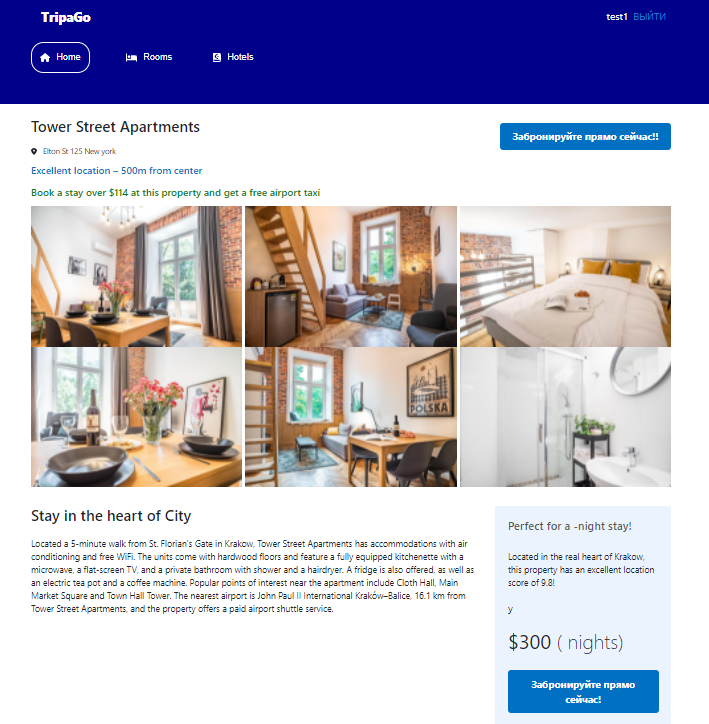 TripaGo
test1 ВЫЙТИ
Home Rooms Hotels
Tower Street Apartments
Забронируйте прямо сейчас!!
Elton St 125 New york
Excellent location – 500m from center
Book a stay over $114 at this property and get a free airport taxi
POLSKA
Stay in the heart of City
Located a 5-minute walk from St. Florian's Gate in Krakow, Tower Street Apartments has accommodations with air
conditioning and free WiFi. The units come with hardwood floors and feature a fully equipped kitchenette with a
microwave, a flat-screen TV, and a private bathroom with shower and a hairdryer. A fridge is also offered, as well as
an electric tea pot and a coffee machine. Popular points of interest near the apartment include Cloth Hall, Main
Market Square and Town Hall Tower. The nearest airport is John Paul II International Kraków–Balice, 16.1 km from
Tower Street Apartments, and the property offers a paid airport shuttle service.
Perfect for a -night stay!
Located in the real heart of Krakow,
this property has an excellent location
score of 9.8!
y
$300 ( nights)
Забронируйте прямо
сейчас!